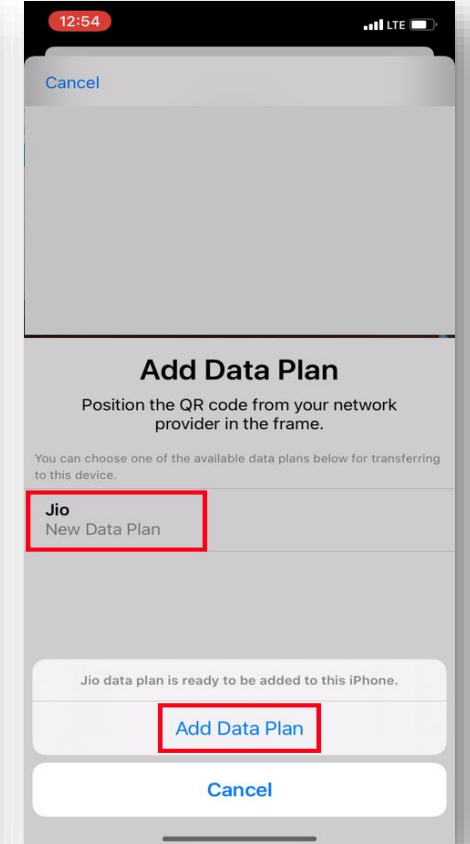 12:54
LTE
Cancel
Add Data Plan
Position the QR code from your network
provider in the frame.
You can choose one of the available data plans below for transferring
to this device.
Jio
New Data Plan
Jio data plan is ready to be added to this iPhone.
Add Data Plan
Cancel